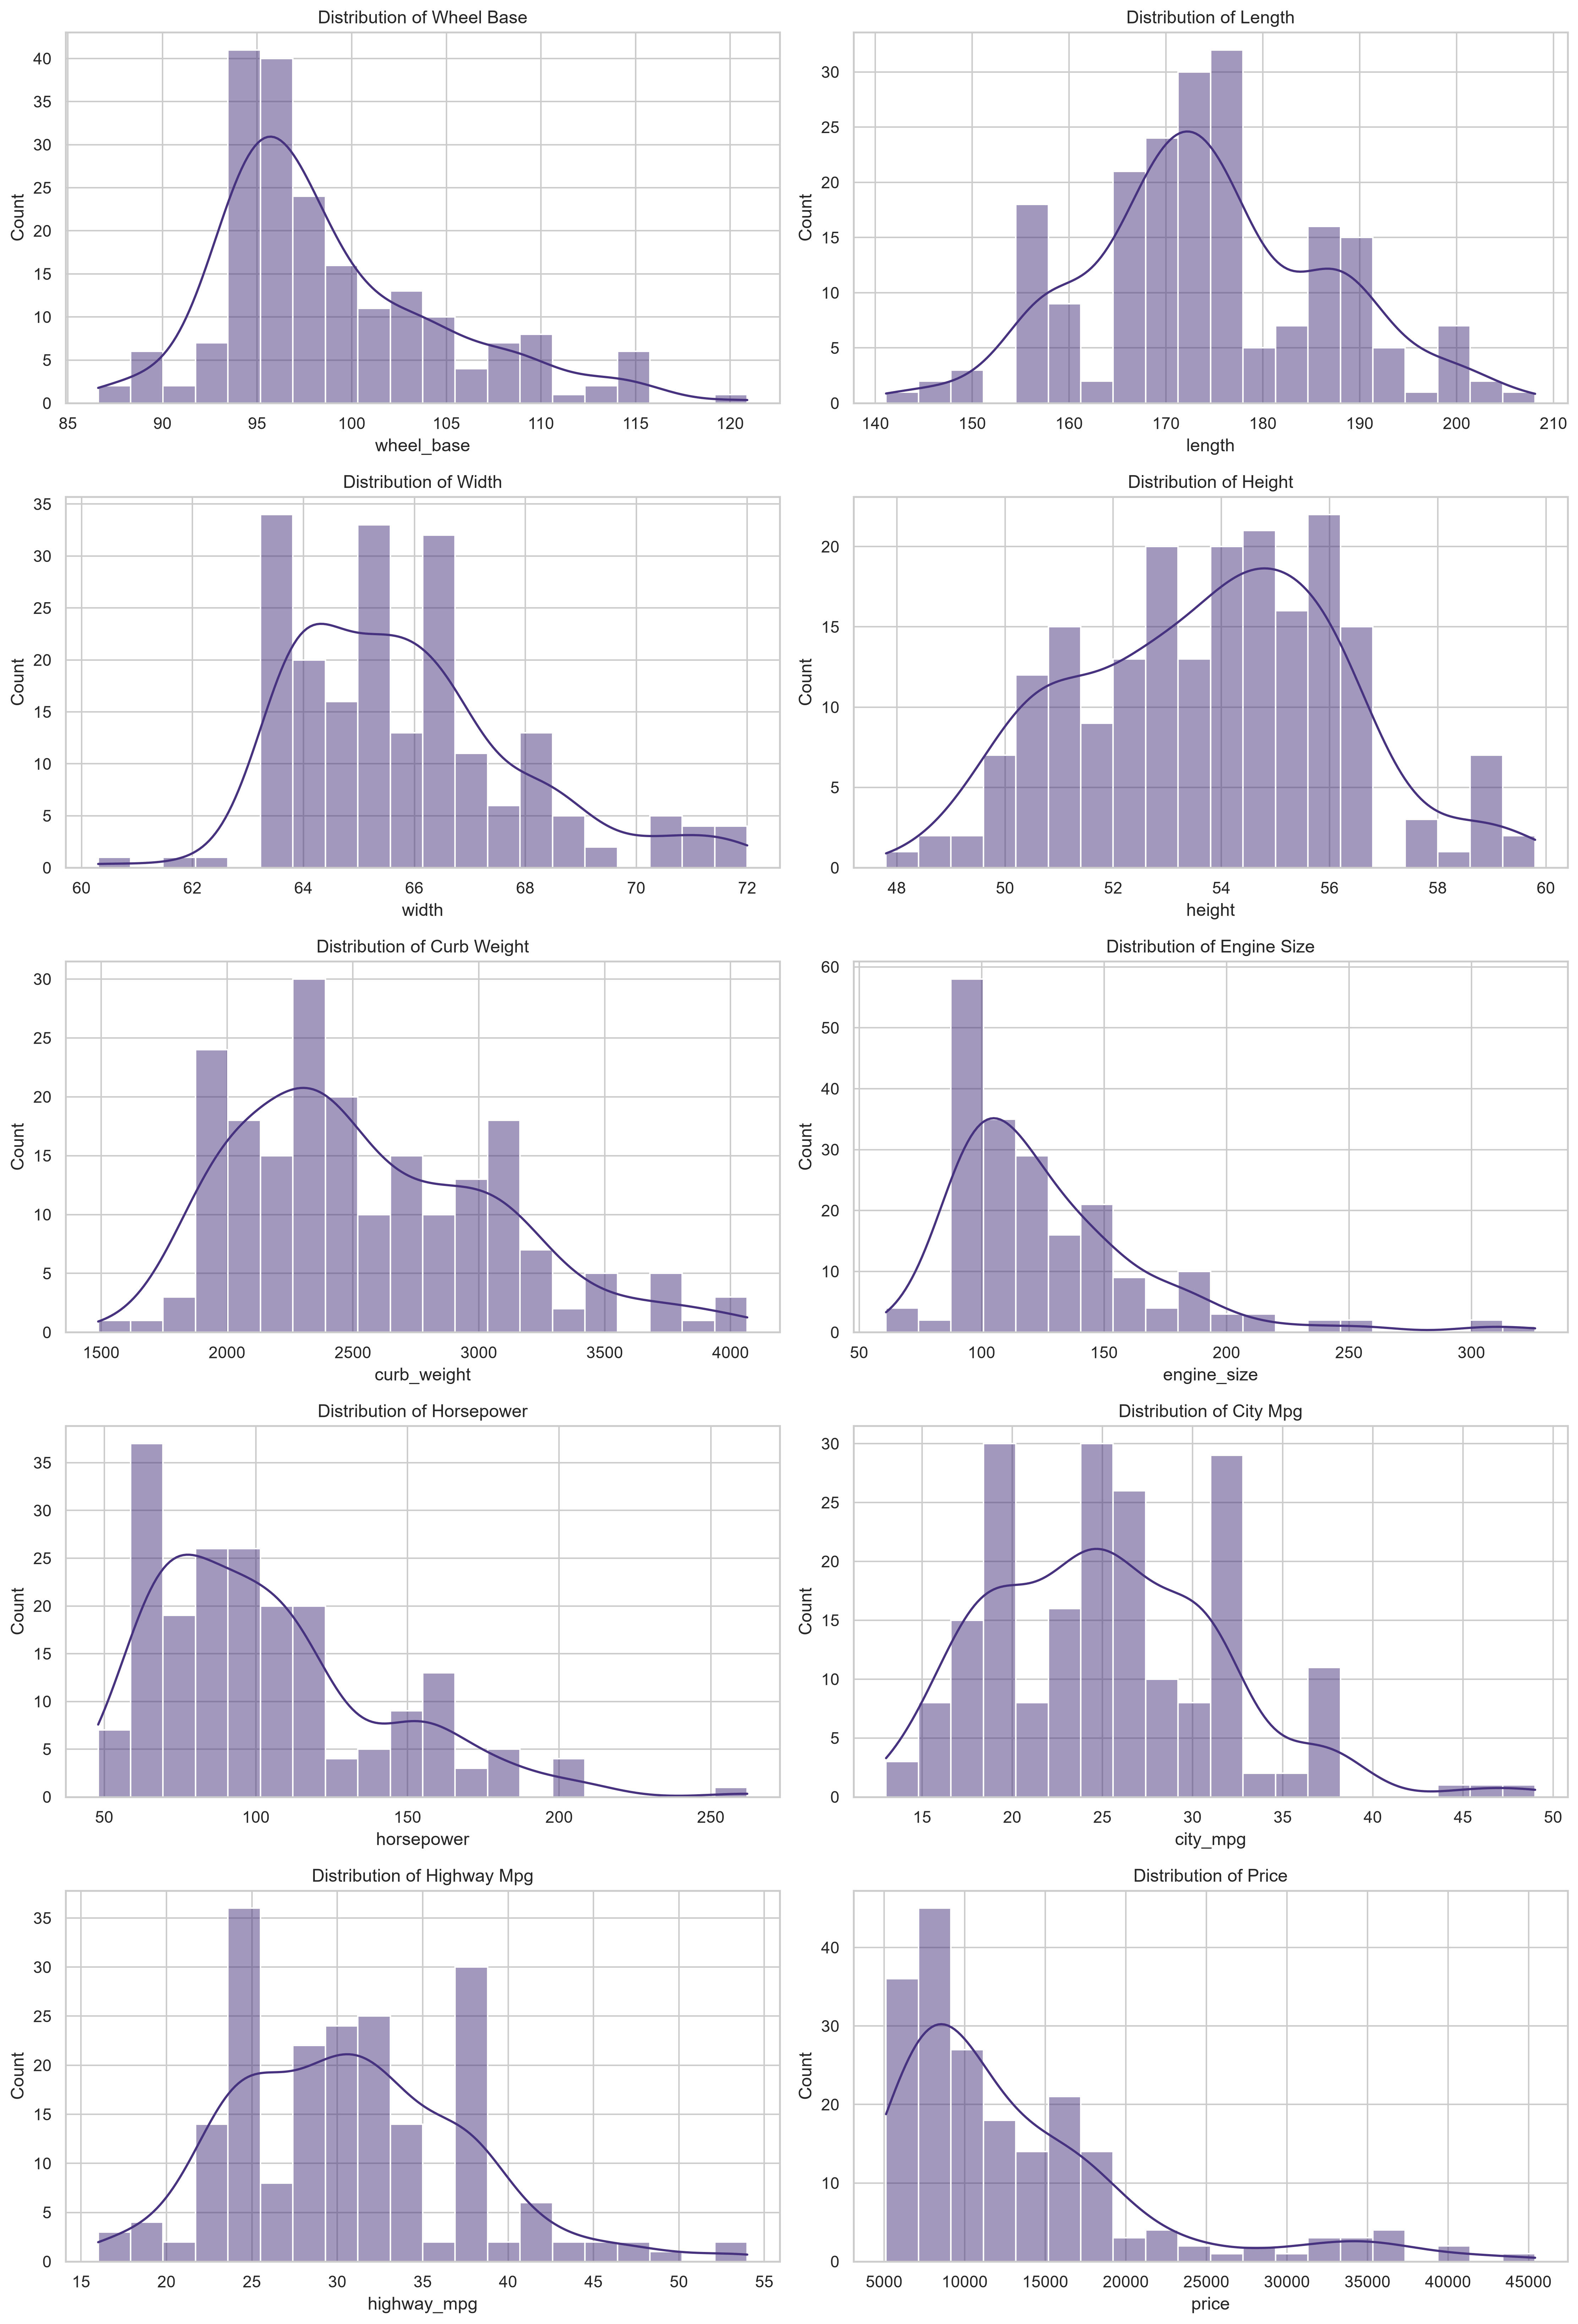 Distribution of Wheel Base
Count
40
35
30
25
20
15
10
5
0
85 90 95 100 105 110 115 120
wheel_base
Distribution of Length
Count
30
25
20
15
10
5
0
140 150 160 170 180 190 200 210
length
Distribution of Width
Count
35
30
25
20
15
10
5
0
60 62 64 66 68 70 72
width
Distribution of Height
Count
20
15
10
5
0
48 50 52 54 56 58 60
height
Distribution of Curb Weight
Count
30
25
20
15
10
5
0
1500 2000 2500 3000 3500 4000
curb_weight
Distribution of Engine Size
Count
60
50
40
30
20
10
0
50 100 150 200 250 300
engine_size
Distribution of Horsepower
Count
35
30
25
20
15
10
5
0
50 100 150 200 250
horsepower
Distribution of City Mpg
Count
30
25
20
15
10
5
0
15 20 25 30 35 40 45 50
city_mpg
Distribution of Highway Mpg
Count
35
30
25
20
15
10
5
0
15 20 25 30 35 40 45 50 55
highway_mpg
Distribution of Price
Count
40
30
20
10
0
5000 10000 15000 20000 25000 30000 35000 40000 45000
price